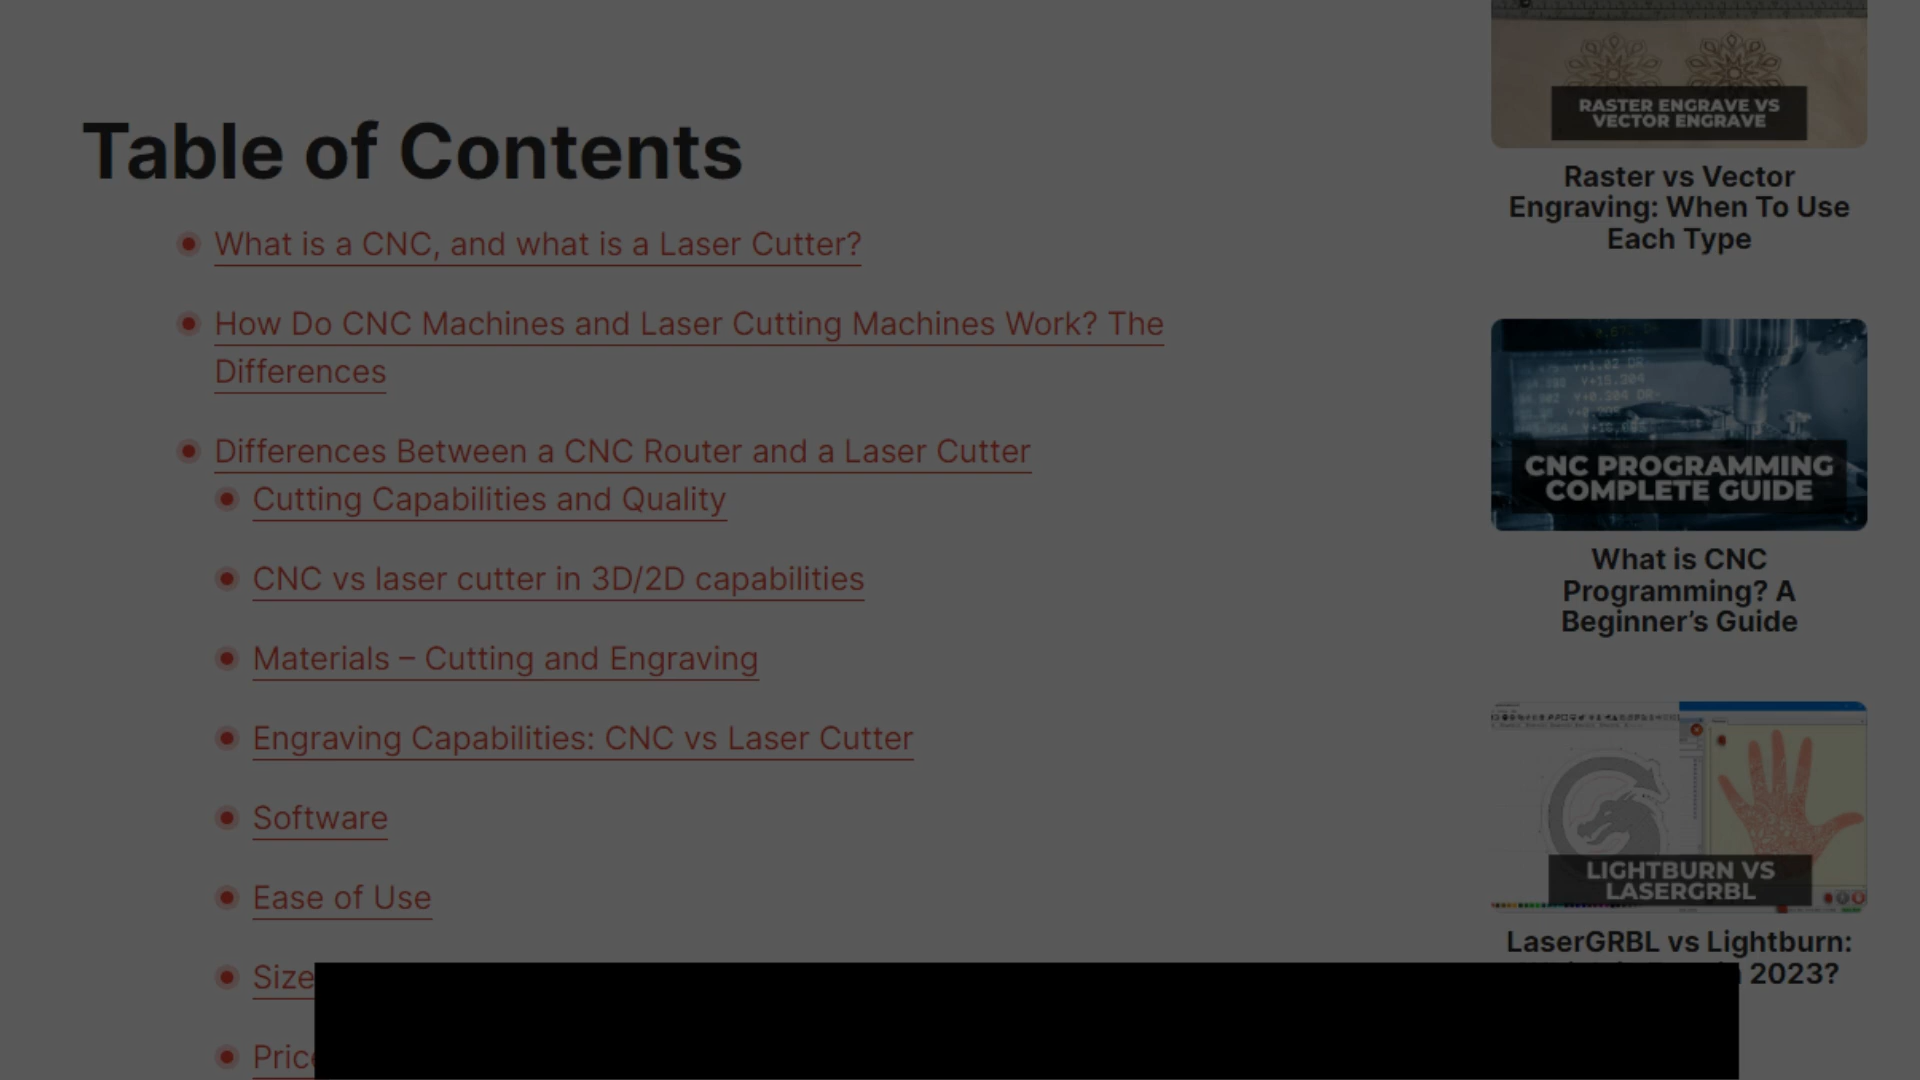 Table of Contents
What is a CNC, and what is a Laser Cutter?
How Do CNC Machines and Laser Cutting Machines Work? The
Differences
Differences Between a CNC Router and a Laser Cutter
Cutting Capabilities and Quality
CNC vs laser cutter in 3D/2D capabilities
Materials – Cutting and Engraving
Engraving Capabilities: CNC vs Laser Cutter
Software
Ease of Use
Size
RASTER ENGRAVE VS
VECTOR ENGRAVE
Raster vs Vector
Engraving: When To Use
Each Type
CNC PROGRAMMING
COMPLETE GUIDE
What is CNC
Programming? A
Beginner’s Guide
LIGHTBURN VS
LASERGRBL
LaserGRBL vs Lightburn:
2023?